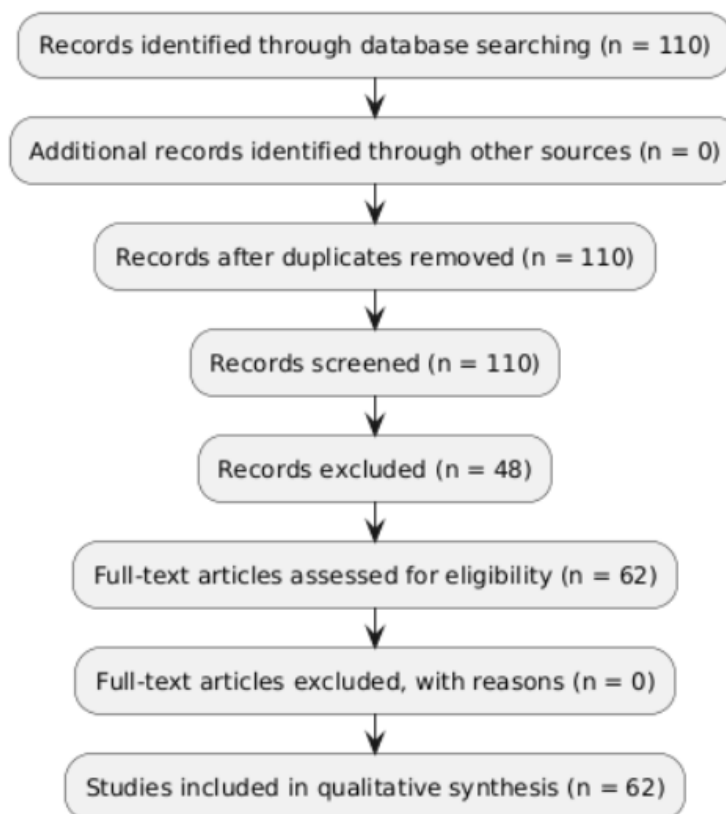 Records identified through database searching (n = 110)
Additional records identified through other sources (n = 0)
Records after duplicates removed (n = 110)
Records screened (n = 110)
Records excluded (n = 48)
Full-text articles assessed for eligibility (n = 62)
Full-text articles excluded, with reasons (n = 0)
Studies included in qualitative synthesis (n = 62)